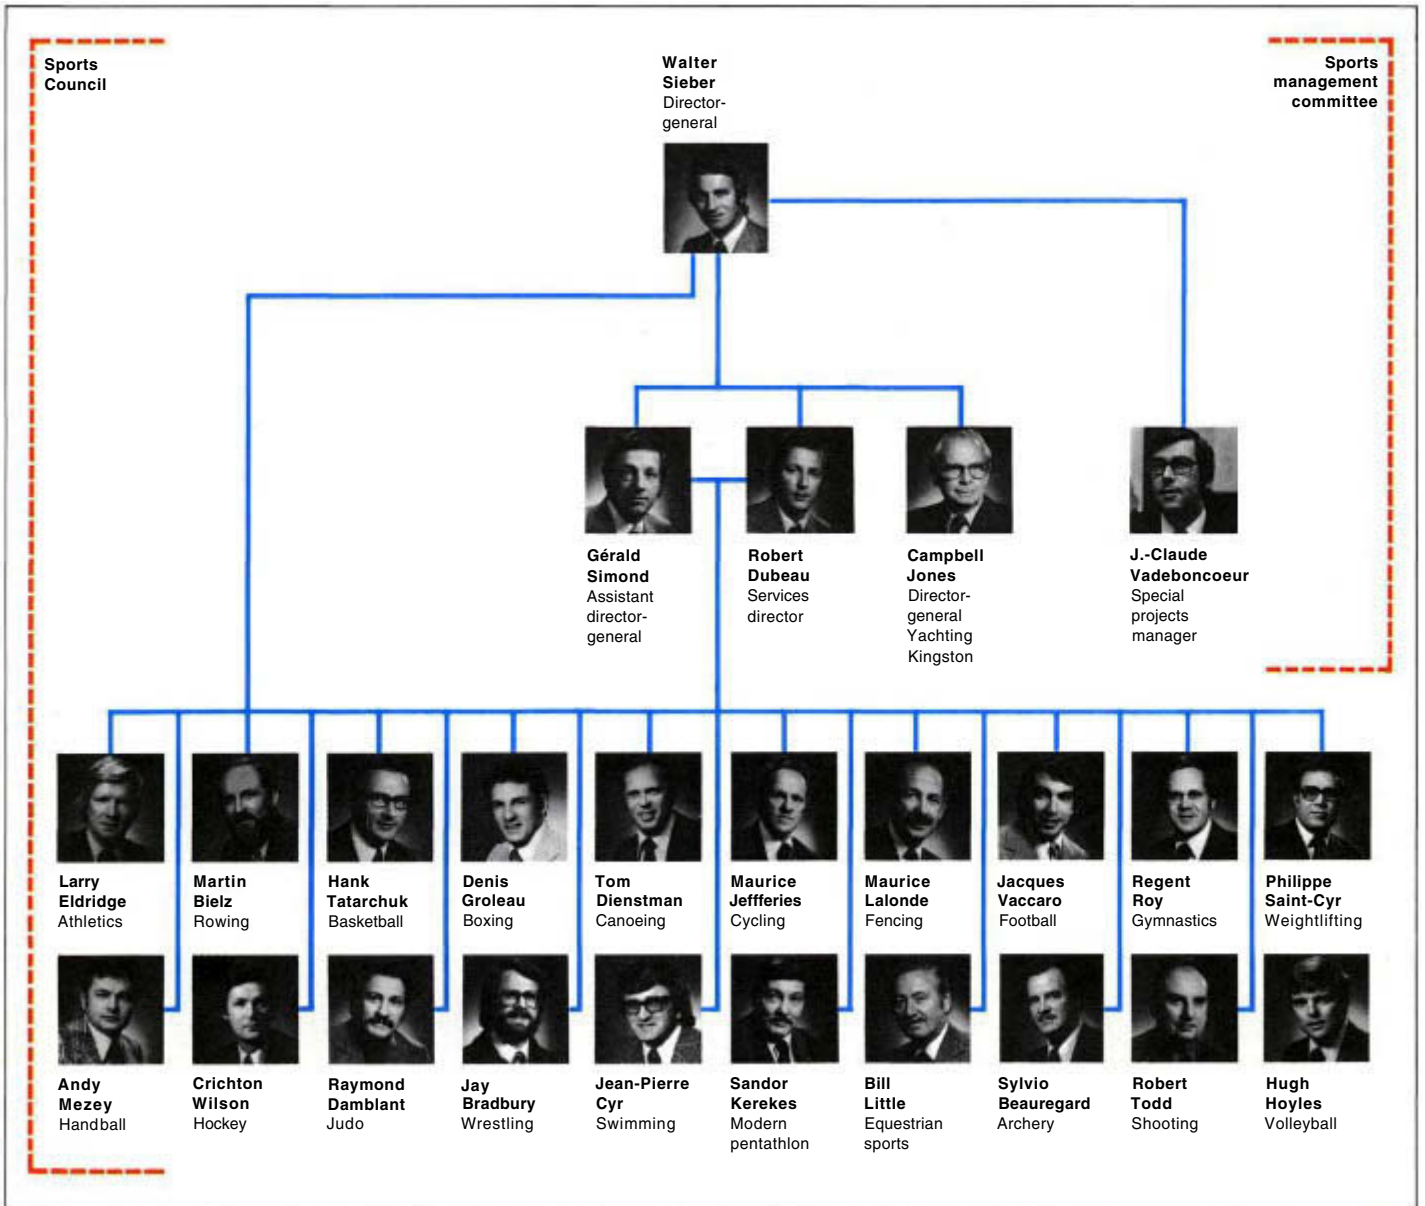 Sports
Council
Walter
Sieber
Director-
general
Sports
management
committee
Gérald
Simond
Assistant
director-
general
Robert
Dubeau
Services
director
Campbell
Jones
Director-
general
Yachting
Kingston
J.-Claude
Vadeboncoeur
Special
projects
manager
Larry
Eldridge
Athletics
Martin
Bielz
Rowing
Hank
Tatarchuk
Basketball
Denis
Groleau
Boxing
Tom
Dienstman
Canoeing
Maurice
Jeffferies
Cycling
Maurice
Lalonde
Fencing
Jacques
Vaccaro
Football
Regent
Roy
Gymnastics
Philippe
Saint-Cyr
Weightlifting
Andy
Mezey
Handball
Crichton
Wilson
Hockey
Raymond
Damblant
Judo
Jay
Bradbury
Wrestling
Jean-Pierre
Cyr
Swimming
Sandor
Kerekes
Modern
pentathlon
Bill
Little
Equestrian
sports
Sylvio
Beauregard
Archery
Robert
Todd
Shooting
Hugh
Hoyles
Volleyball